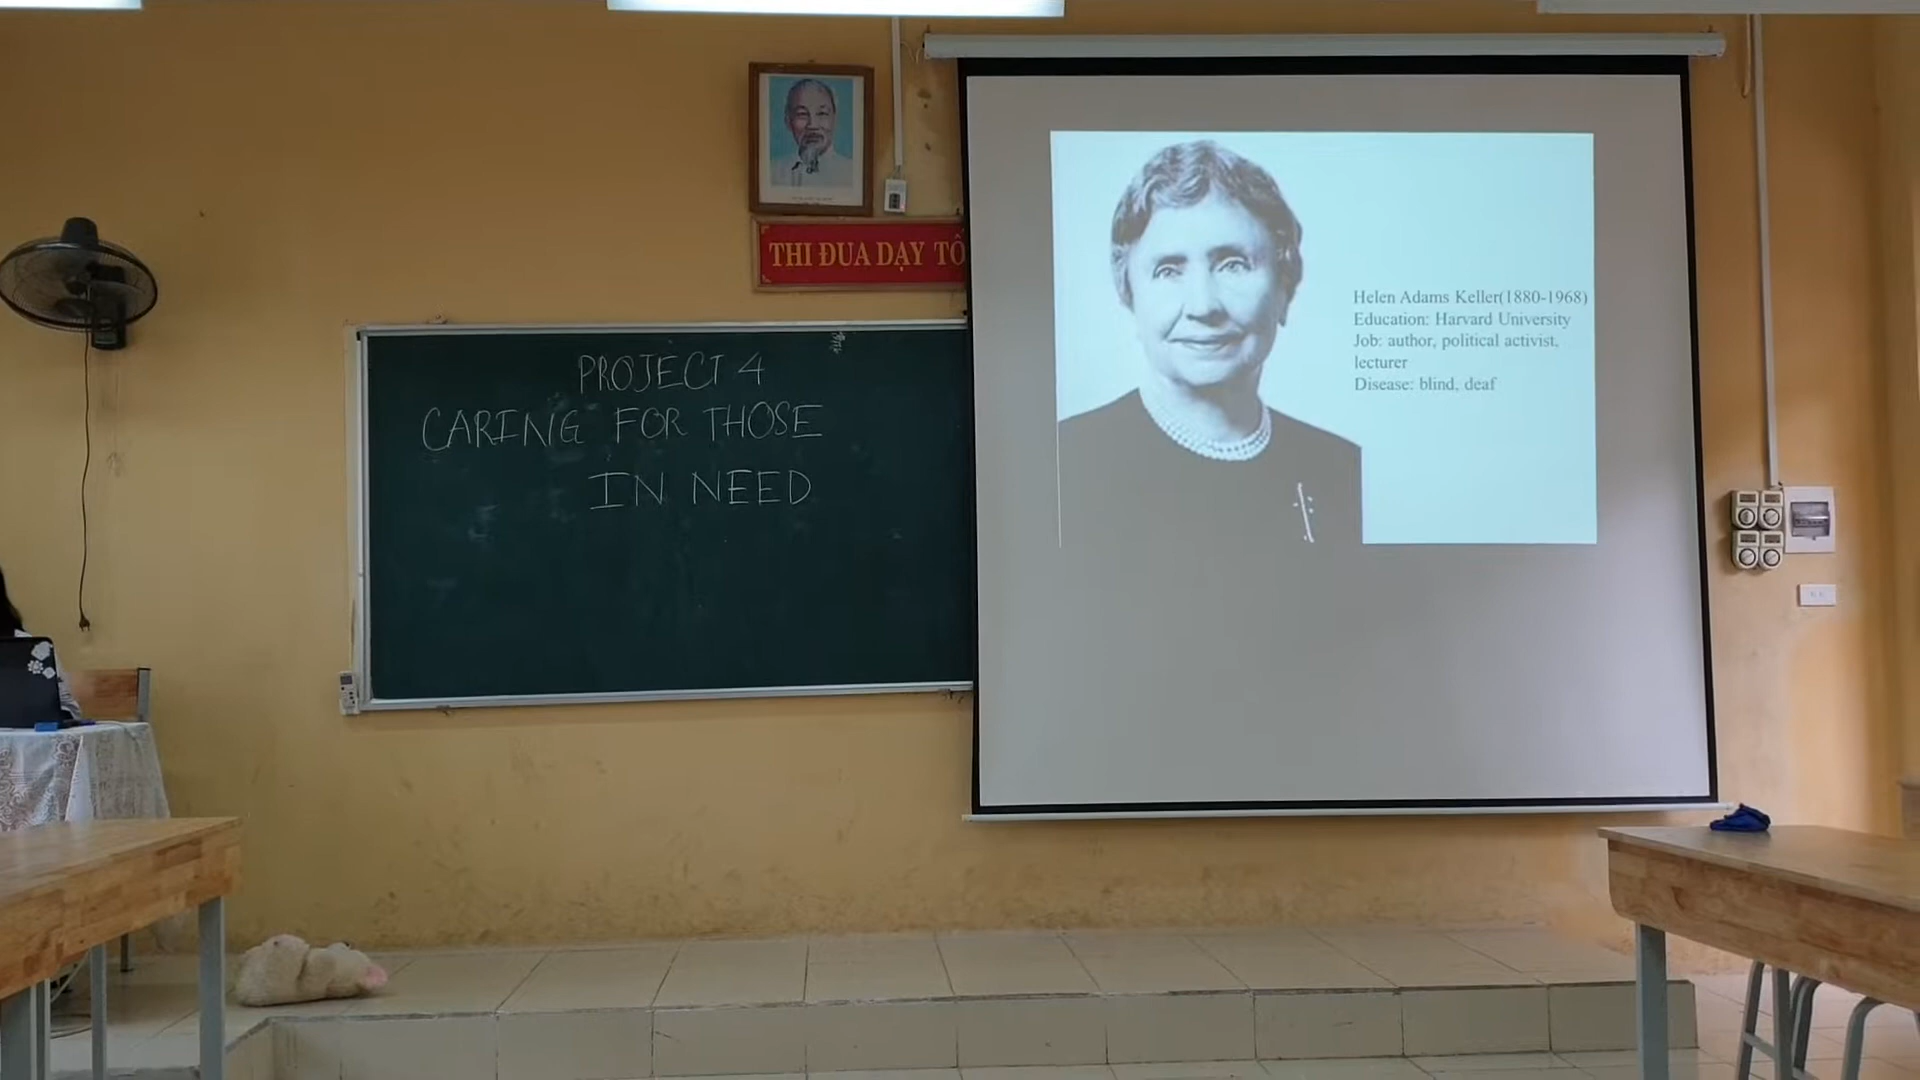 THI ĐUA DẠY TỐ
PROJECT 4
CARING FOR THOSE
IN NEED
Helen Adams Keller(1880-1968)
Education: Harvard University
Job: author, political activist,
lecturer
Disease: blind, deaf